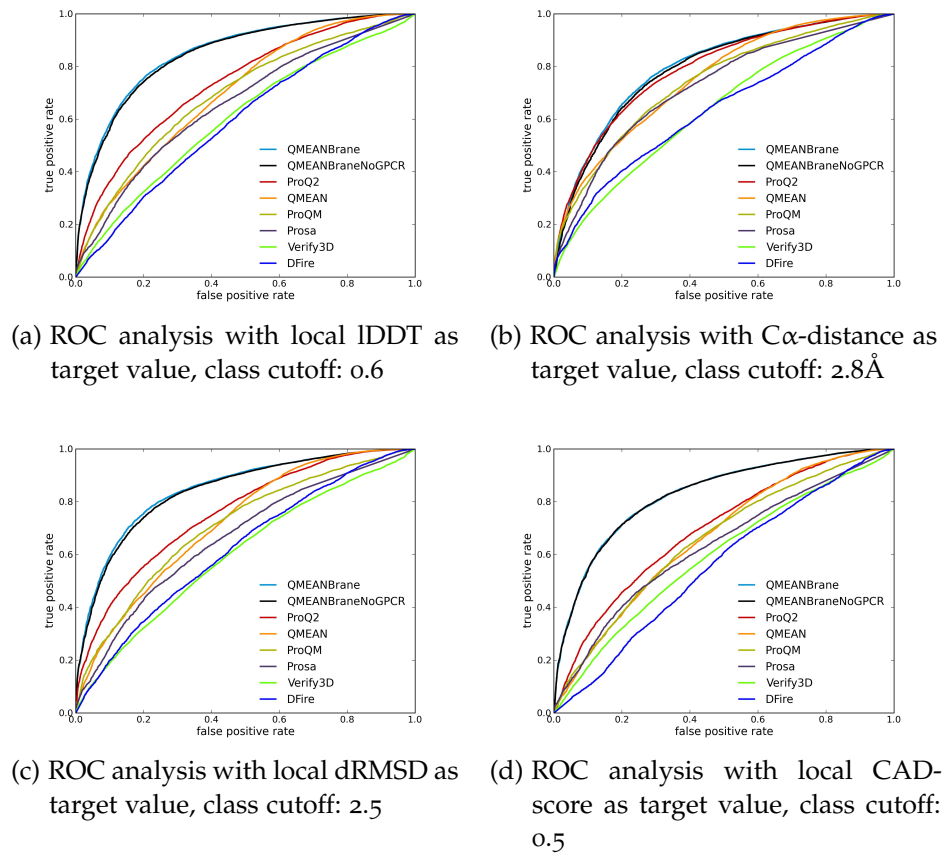 1.0
0.8
0.6
0.4
0.2
0.0
true positive rate
QMEANBrane
QMEANBraneNoGPCR
ProQ2
QMEAN
ProQM
Prosa
Verify3D
DFire
0.0 0.2 0.4 0.6 0.8 1.0
false positive rate
(a) ROC analysis with local lDDT as
target value, class cutoff: 0.6
1.0
0.8
0.6
0.4
0.2
0.0
true positive rate
QMEANBrane
QMEANBraneNoGPCR
ProQ2
QMEAN
ProQM
Prosa
Verify3D
DFire
0.0 0.2 0.4 0.6 0.8 1.0
false positive rate
(b) ROC analysis with Cα-distance as
target value, class cutoff: 2.8Å
1.0
0.8
0.6
0.4
0.2
0.0
true positive rate
QMEANBrane
QMEANBraneNoGPCR
ProQ2
QMEAN
ProQM
Prosa
Verify3D
DFire
0.0 0.2 0.4 0.6 0.8 1.0
false positive rate
(c) ROC analysis with local dRMSD as
target value, class cutoff: 2.5
1.0
0.8
0.6
0.4
0.2
0.0
true positive rate
QMEANBrane
QMEANBraneNoGPCR
ProQ2
QMEAN
ProQM
Prosa
Verify3D
DFire
0.0 0.2 0.4 0.6 0.8 1.0
false positive rate
(d) ROC analysis with local CAD-
score as target value, class cutoff:
0.5